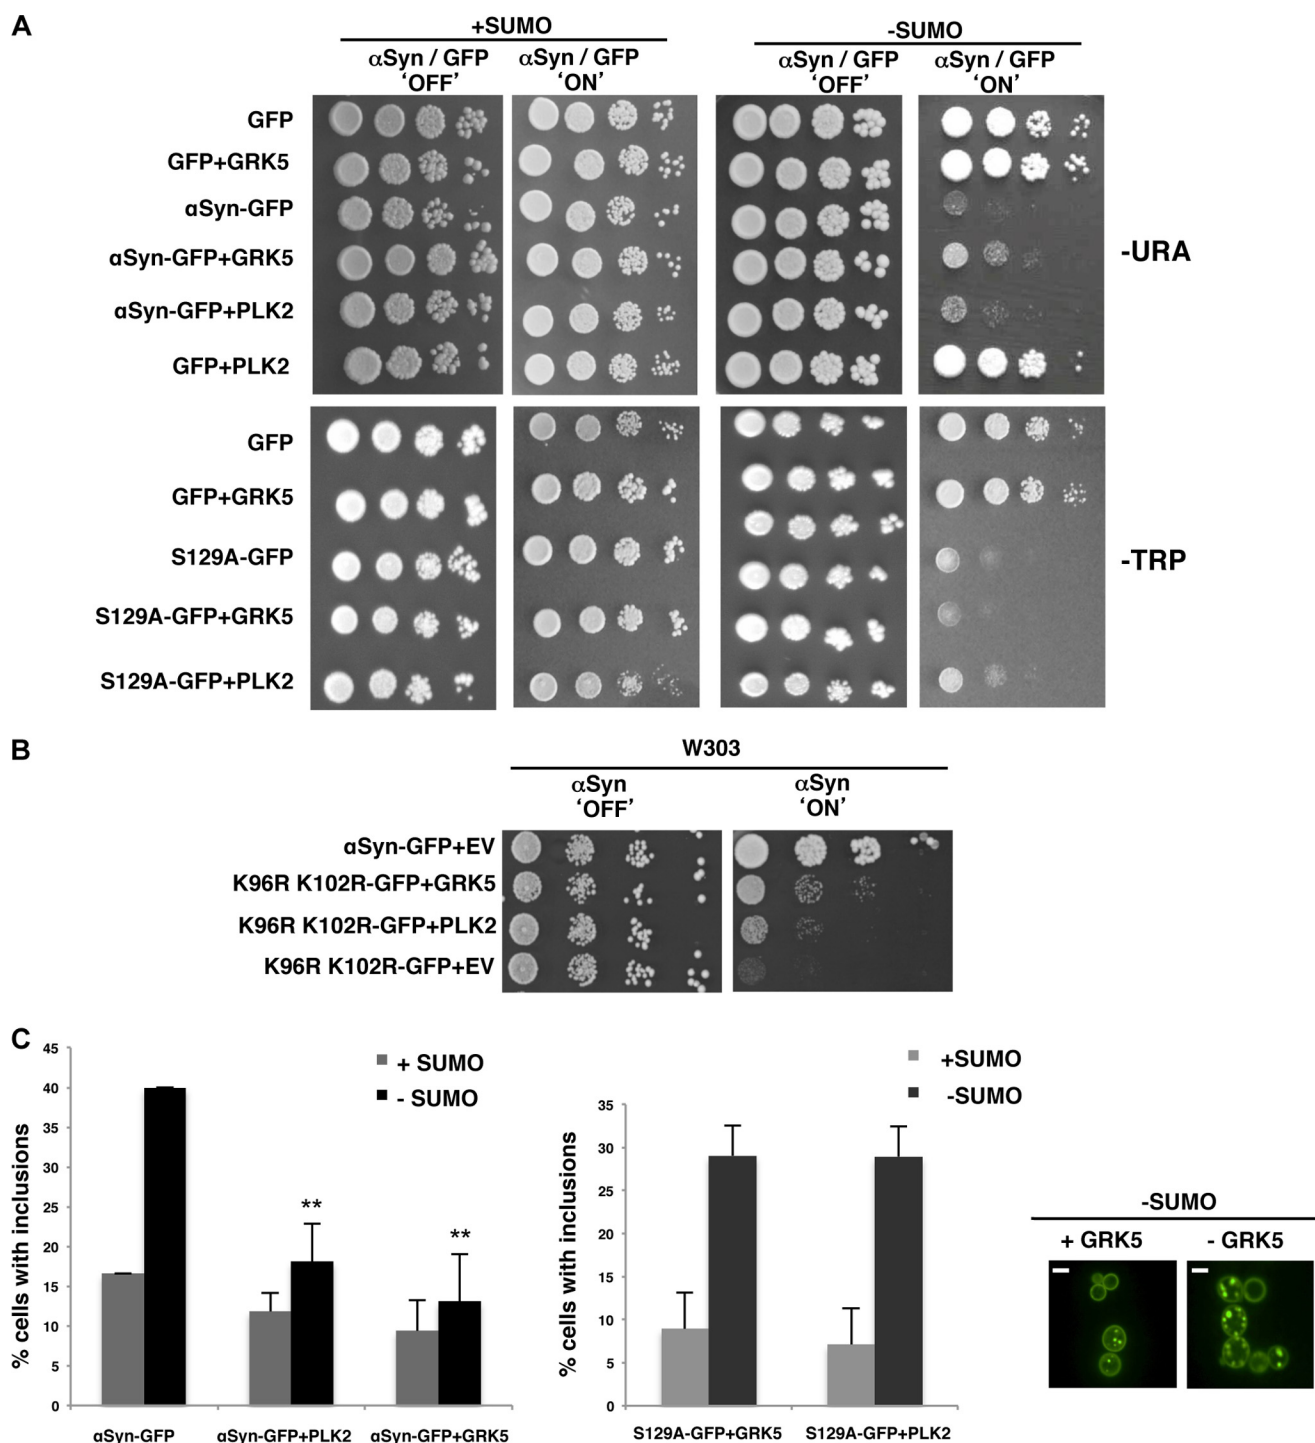 A
+SUMO
-SUMO
αSyn / GFP
'OFF'
αSyn / GFP
'ON'
αSyn / GFP
'OFF'
αSyn / GFP
'ON'
GFP
GFP+GRK5
αSyn-GFP
αSyn-GFP+GRK5
αSyn-GFP+PLK2
GFP+PLK2
-URA
GFP
GFP+GRK5
S129A-GFP
S129A-GFP+GRK5
S129A-GFP+PLK2
-TRP
B
W303
αSyn
'OFF'
αSyn
'ON'
αSyn-GFP+EV
K96R K102R-GFP+GRK5
K96R K102R-GFP+PLK2
K96R K102R-GFP+EV
C
% cells with inclusions
45
40
35
30
25
20
15
10
5
0
+ SUMO
- SUMO
**
**
αSyn-GFP
αSyn-GFP+PLK2
αSyn-GFP+GRK5
% cells with inclusions
35
30
25
20
15
10
5
0
+SUMO
-SUMO
S129A-GFP+GRK5
S129A-GFP+PLK2
-SUMO
+ GRK5
- GRK5